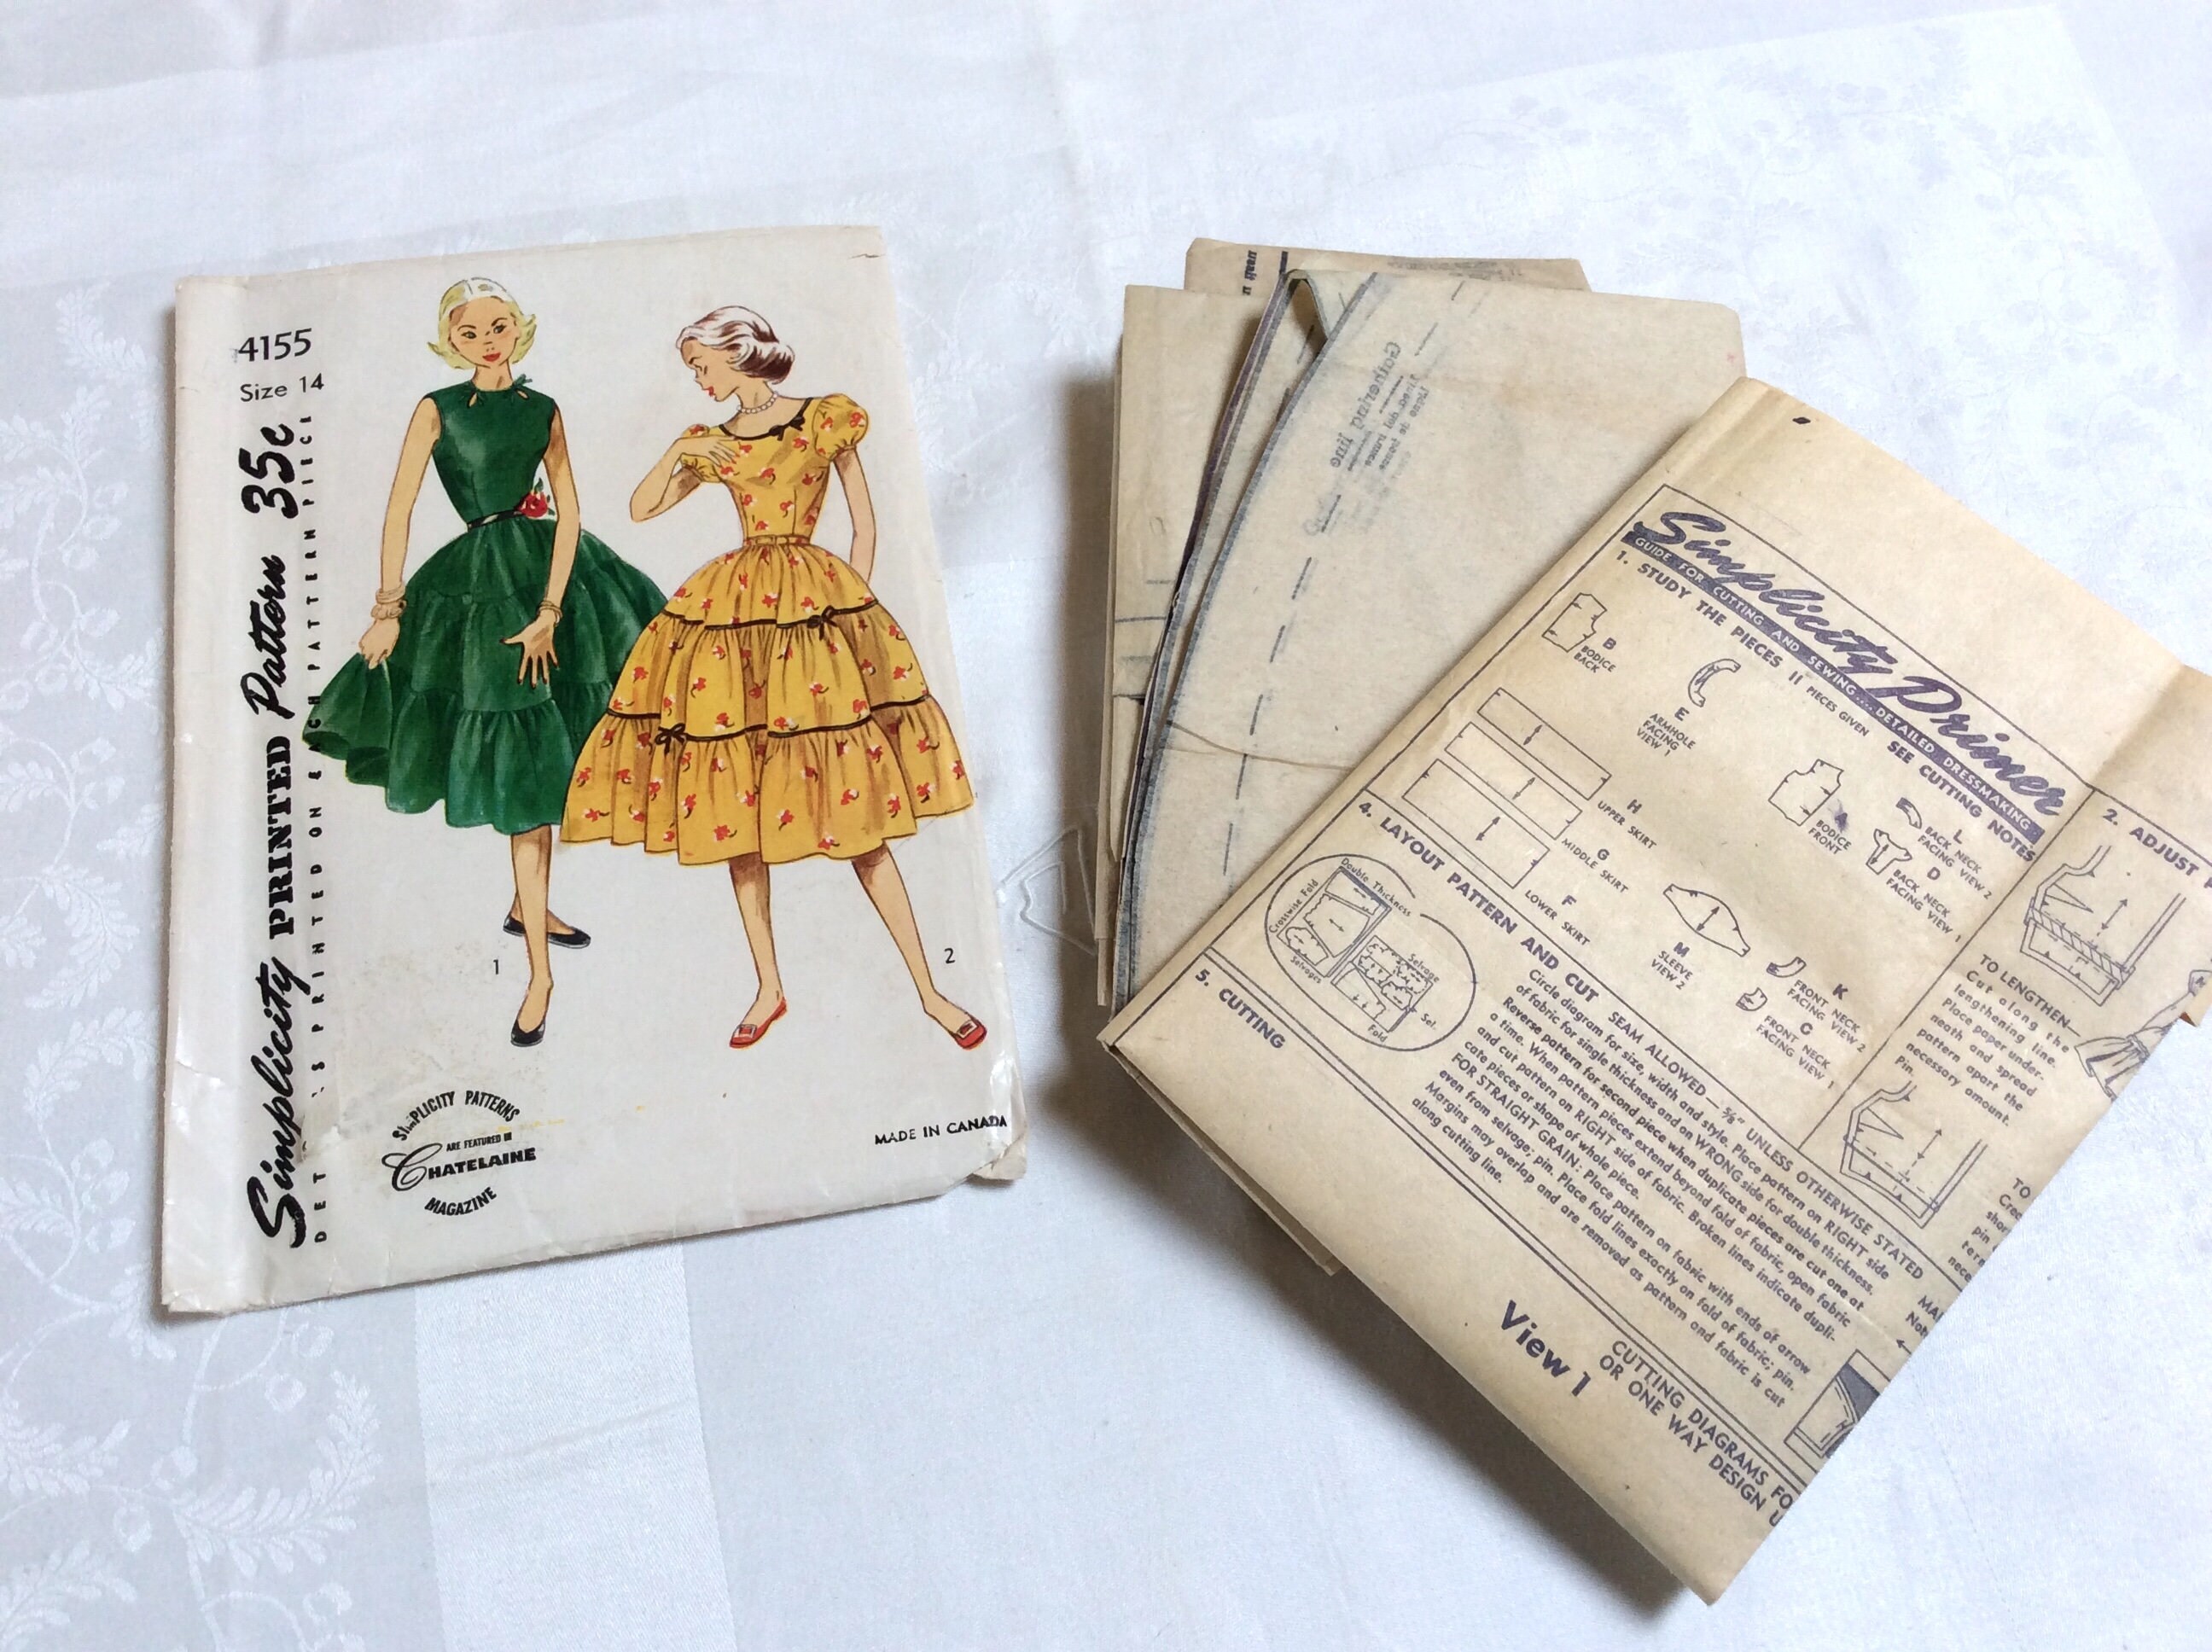 4155
Size 14
Simplicity PRINTED Pattern 35c
PRINTED ON EACH PATTERN PIECE
1
2
SIMPLICITY PATTERNS
ARE FEATURED IN
CHATELAINE
MAGAZINE
MADE IN CANADA
Gathering line
Simplicity Primer
GUIDE FOR CUTTING AND SEWING.... DETAILED DRESSMAKING
1. STUDY THE PIECES 11 PIECES GIVEN SEE CUTTING NOTES
B
BODICE
BACK
E
ARMHOLE
FACING
VIEW 1
H
UPPER SKIRT
G
MIDDLE SKIRT
F
LOWER SKIRT
A
BODICE
FRONT
L
BACK NECK
FACING VIEW 2
D
BACK NECK
FACING VIEW 1
M
SLEEVE
VIEW 2
K
FRONT NECK
FACING VIEW 2
C
FRONT NECK
FACING VIEW 1
2. ADJUST
TO LENGTHEN—
Cut along the
lengthening line.
Place paper under-
neath and spread
pattern apart the
necessary amount.
Pin.
TO
4. LAYOUT PATTERN AND CUT SEAM ALLOWED — 5/8" UNLESS OTHERWISE STATED
Double Thickness
Crosswise Fold
Selvages
Selvage
Sel.
Fold
Circle diagram for size, width and style. Place pattern on RIGHT side
of fabric for single thickness and on WRONG side for double thickness.
Reverse pattern for second piece when duplicate pieces are cut one at
a time. When pattern pieces extend beyond fold of fabric, open fabric
and cut pattern on RIGHT side of fabric. Broken lines indicate dupli-
cate pieces or shape of whole piece.
FOR STRAIGHT GRAIN: Place pattern on fabric with ends of arrow
even from selvage; pin. Place fold lines exactly on fold of fabric; pin.
Margins may overlap and are removed as pattern and fabric is cut
along cutting line.
5. CUTTING
View 1
CUTTING DIAGRAMS FO
OR ONE WAY DESIGN U